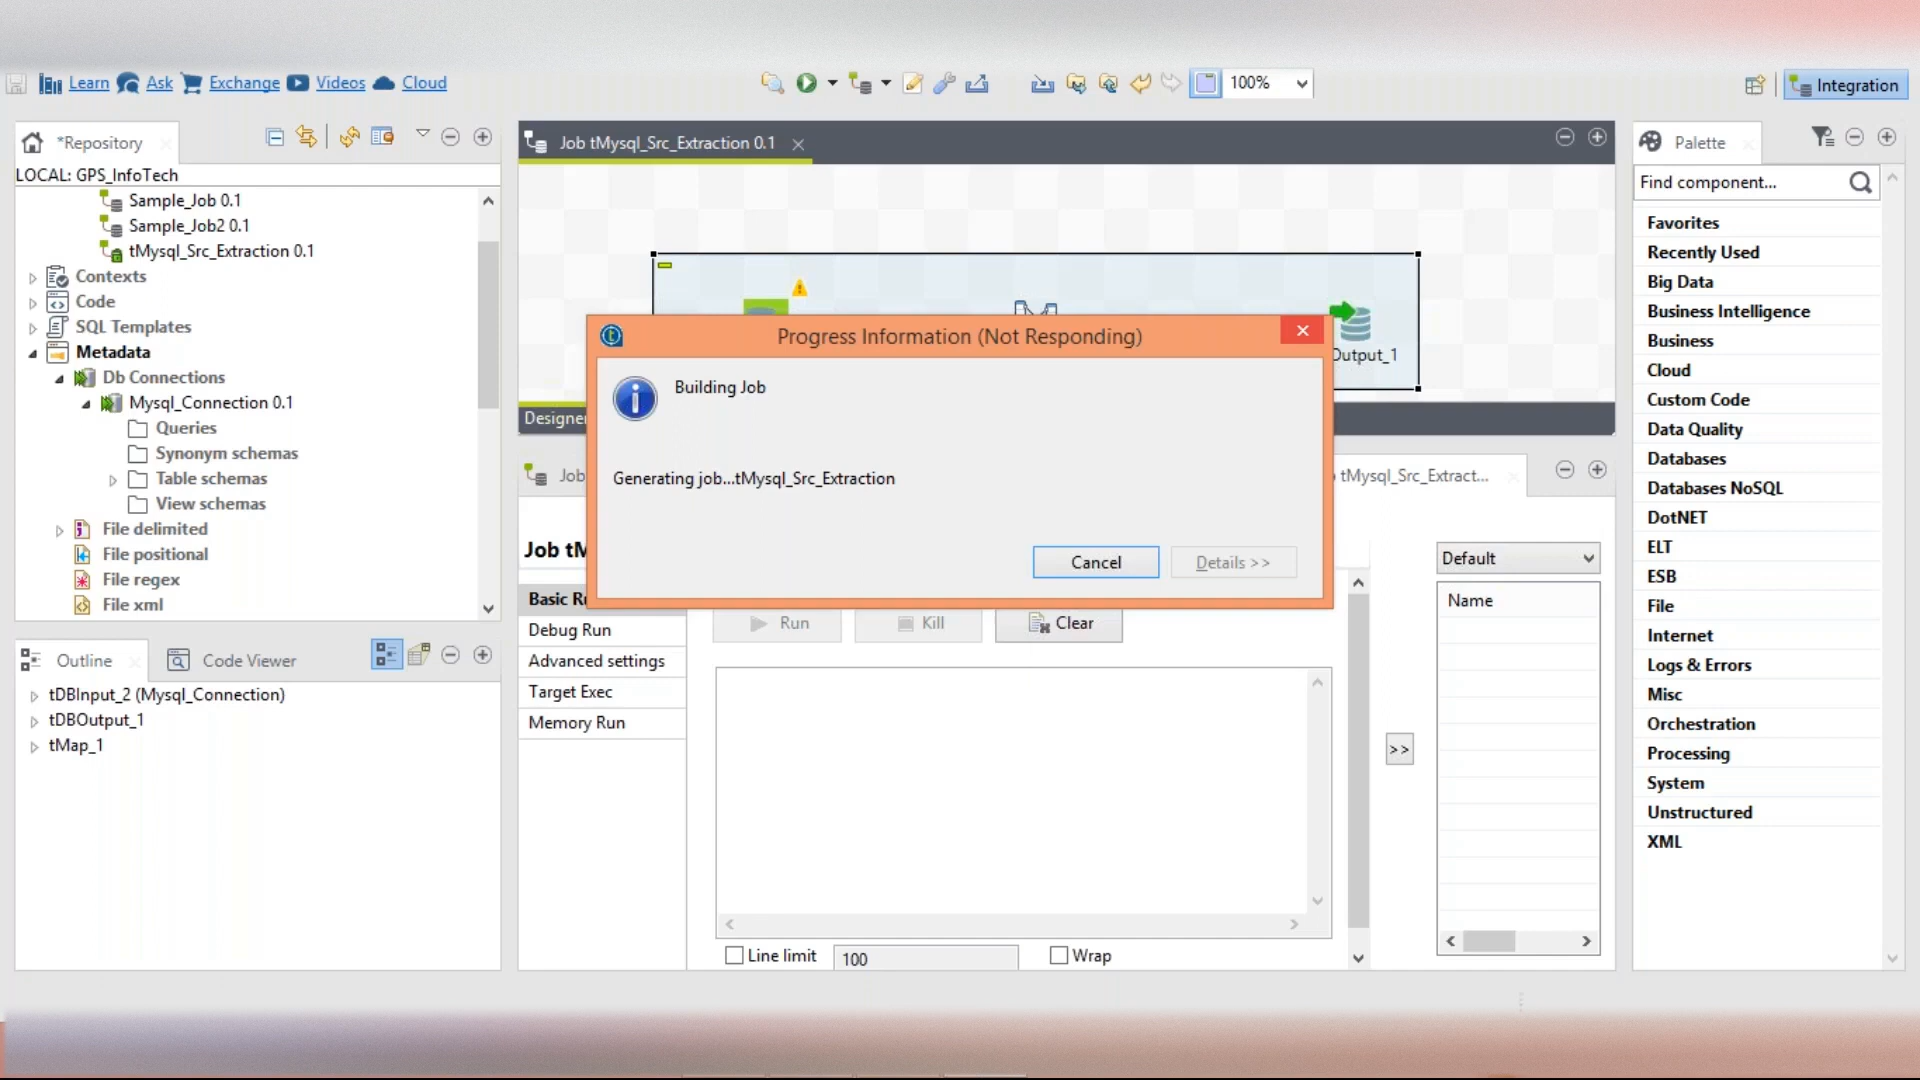 Learn Ask Exchange Videos Cloud
100%
Integration
*Repository
LOCAL: GPS_InfoTech
Sample_Job 0.1
Sample_Job2 0.1
tMysql_Src_Extraction 0.1
Contexts
Code
SQL Templates
Metadata
Db Connections
Mysql_Connection 0.1
Queries
Synonym schemas
Table schemas
View schemas
File delimited
File positional
File regex
File xml
Outline
Code Viewer
tDBInput_2 (Mysql_Connection)
tDBOutput_1
tMap_1
Job tMysql_Src_Extraction 0.1
Output_1
Designer
Progress Information (Not Responding)
Building Job
Generating job...tMysql_Src_Extraction
Cancel
Details >>
Job
tMysql_Src_Extract...
Job tM
Basic Ru
Debug Run
Advanced settings
Target Exec
Memory Run
Run
Kill
Clear
Line limit
100
Wrap
>>
Default
Name
Palette
Find component...
Favorites
Recently Used
Big Data
Business Intelligence
Business
Cloud
Custom Code
Data Quality
Databases
Databases NoSQL
DotNET
ELT
ESB
File
Internet
Logs & Errors
Misc
Orchestration
Processing
System
Unstructured
XML